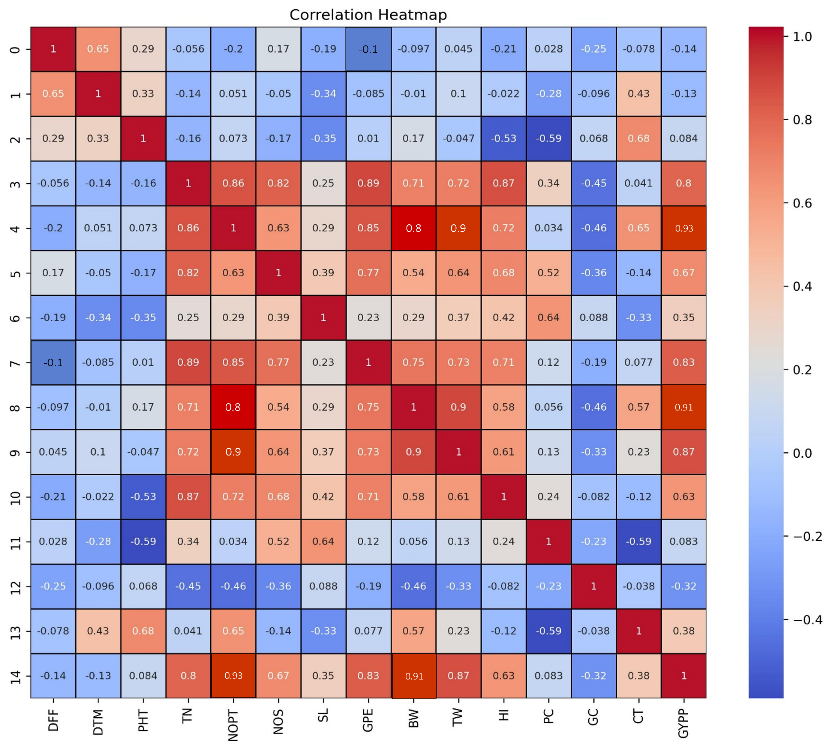 Correlation Heatmap
0 1 0.65 0.29 -0.056 -0.2 0.17 -0.19 -0.1 -0.097 0.045 -0.21 0.028 -0.25 -0.078 -0.14
1 0.65 1 0.33 -0.14 0.051 -0.05 -0.34 -0.085 -0.01 0.1 -0.022 -0.28 -0.096 0.43 -0.13
2 0.29 0.33 1 -0.16 0.073 -0.17 -0.35 0.01 0.17 -0.047 -0.53 -0.59 0.068 0.68 0.084
3 -0.056 -0.14 -0.16 1 0.86 0.82 0.25 0.89 0.71 0.72 0.87 0.34 -0.45 0.041 0.8
4 -0.2 0.051 0.073 0.86 1 0.63 0.29 0.85 0.8 0.9 0.72 0.034 -0.46 0.65 0.93
5 0.17 -0.05 -0.17 0.82 0.63 1 0.39 0.77 0.54 0.64 0.68 0.52 -0.36 -0.14 0.67
6 -0.19 -0.34 -0.35 0.25 0.29 0.39 1 0.23 0.29 0.37 0.42 0.64 0.088 -0.33 0.35
7 -0.1 -0.085 0.01 0.89 0.85 0.77 0.23 1 0.75 0.73 0.71 0.12 -0.19 0.077 0.83
8 -0.097 -0.01 0.17 0.71 0.8 0.54 0.29 0.75 1 0.9 0.58 0.056 -0.46 0.57 0.91
9 0.045 0.1 -0.047 0.72 0.9 0.64 0.37 0.73 0.9 1 0.61 0.13 -0.33 0.23 0.87
10 -0.21 -0.022 -0.53 0.87 0.72 0.68 0.42 0.71 0.58 0.61 1 0.24 -0.082 -0.12 0.63
11 0.028 -0.28 -0.59 0.34 0.034 0.52 0.64 0.12 0.056 0.13 0.24 1 -0.23 -0.59 0.083
12 -0.25 -0.096 0.068 -0.45 -0.46 -0.36 0.088 -0.19 -0.46 -0.33 -0.082 -0.23 1 -0.038 -0.32
13 -0.078 0.43 0.68 0.041 0.65 -0.14 -0.33 0.077 0.57 0.23 -0.12 -0.59 -0.038 1 0.38
14 -0.14 -0.13 0.084 0.8 0.93 0.67 0.35 0.83 0.91 0.87 0.63 0.083 -0.32 0.38 1
DFF DTM PHT TN NOPT NOS SL GPE BW TW HI PC GC CT GYPP
1.0
0.8
0.6
0.4
0.2
0.0
−0.2
−0.4